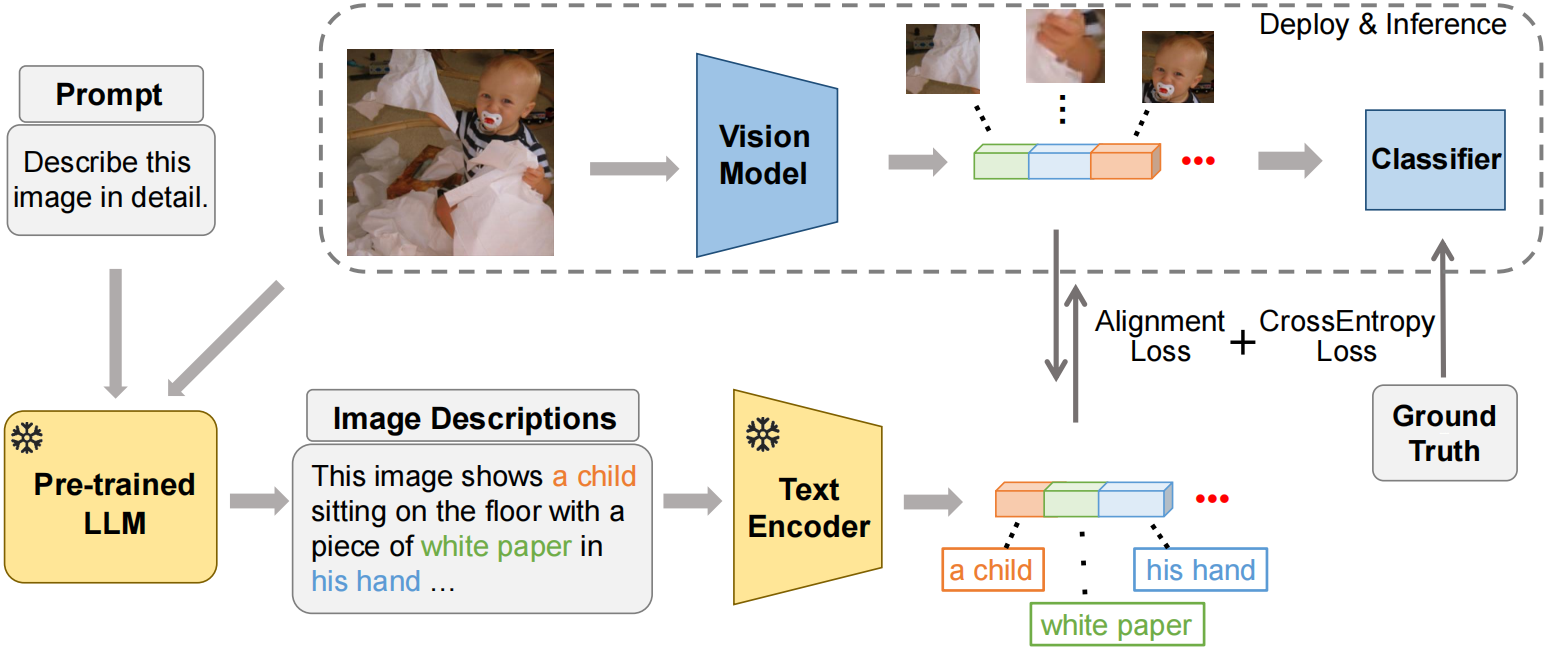 Deploy & Inference
Prompt
Describe this
image in detail.
Vision
Model
Classifier
Alignment
Loss
+
CrossEntropy
Loss
Ground
Truth
Pre-trained
LLM
Image Descriptions
This image shows a child
sitting on the floor with a
piece of white paper in
his hand ...
Text
Encoder
a child
his hand
white paper